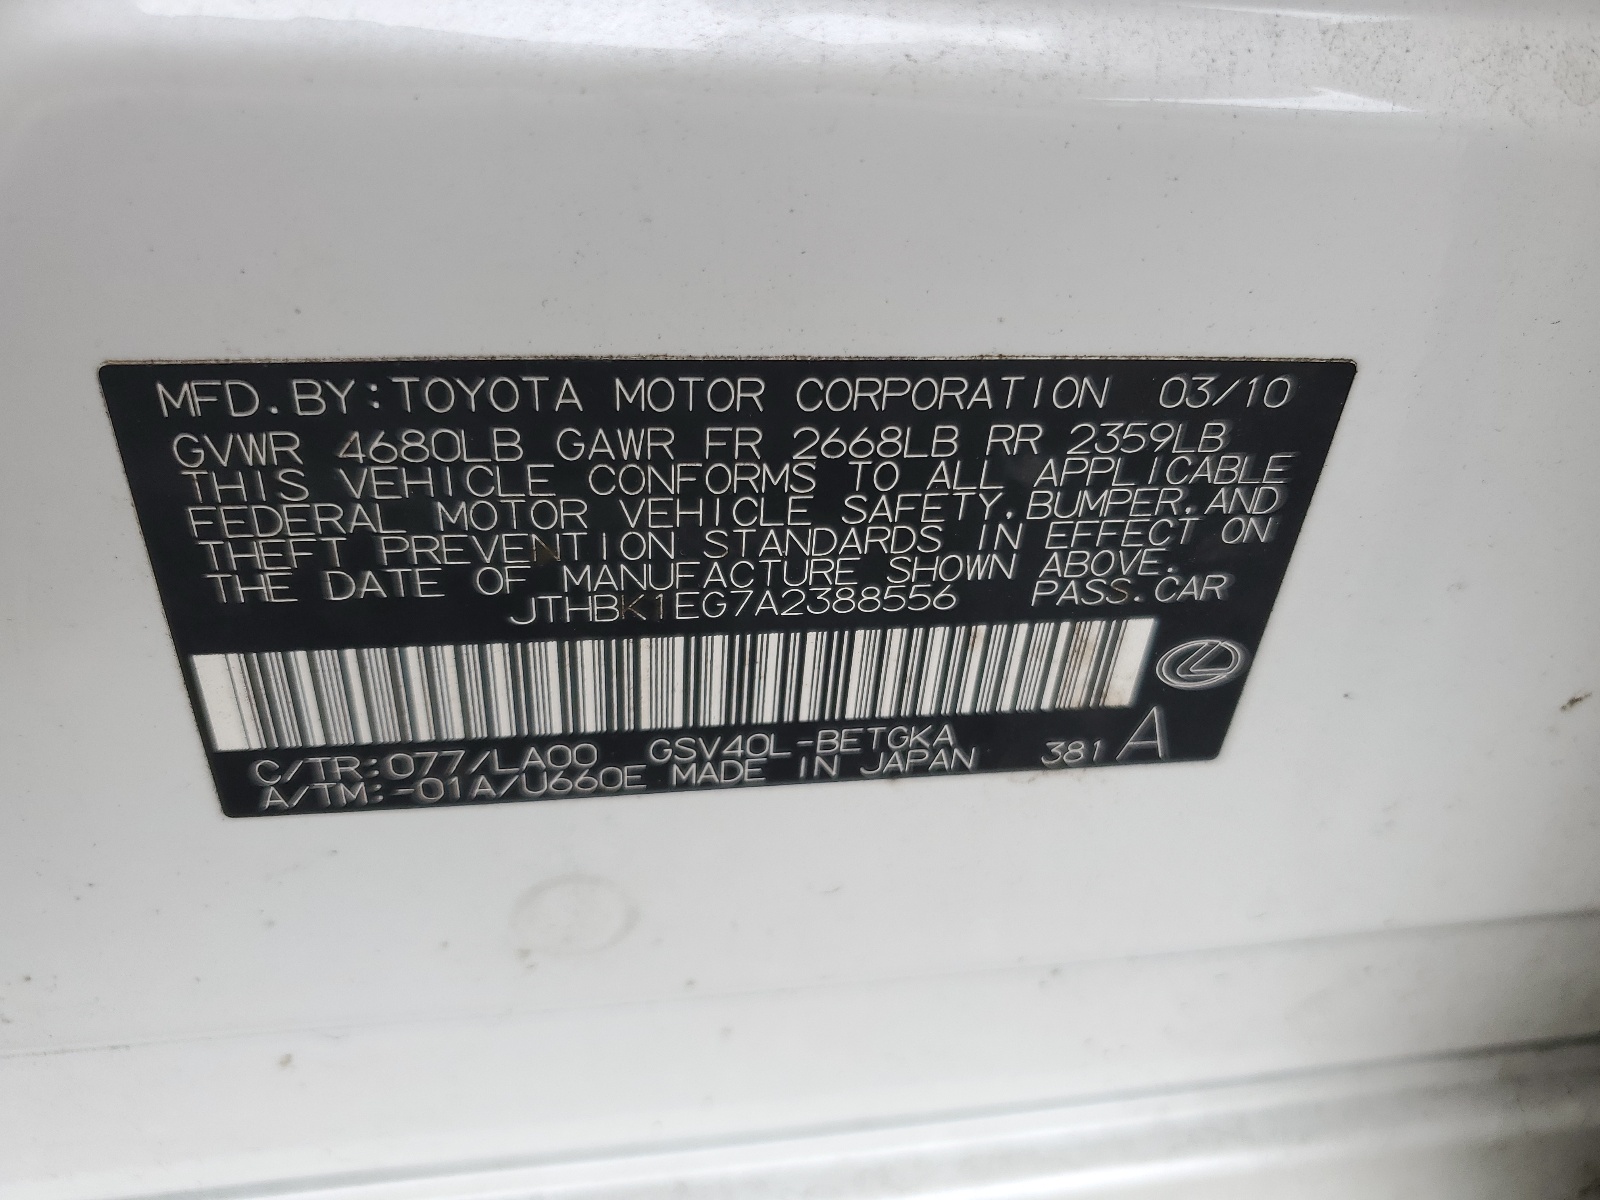 MFD.BY:TOYOTA MOTOR CORPORATION 03/10
GVWR 4680LB GAWR FR 2668LB RR 2359LB
THIS VEHICLE CONFORMS TO ALL APPLICABLE
FEDERAL MOTOR VEHICLE SAFETY,BUMPER,AND
THEFT PREVENTION STANDARDS IN EFFECT ON
THE DATE OF MANUFACTURE SHOWN ABOVE.
JTHBK1EG7A2388556 PASS.CAR
C/TR:077/LA00 GSV40L-BETGKA
A/TM:-01A/U660E MADE IN JAPAN 381 A